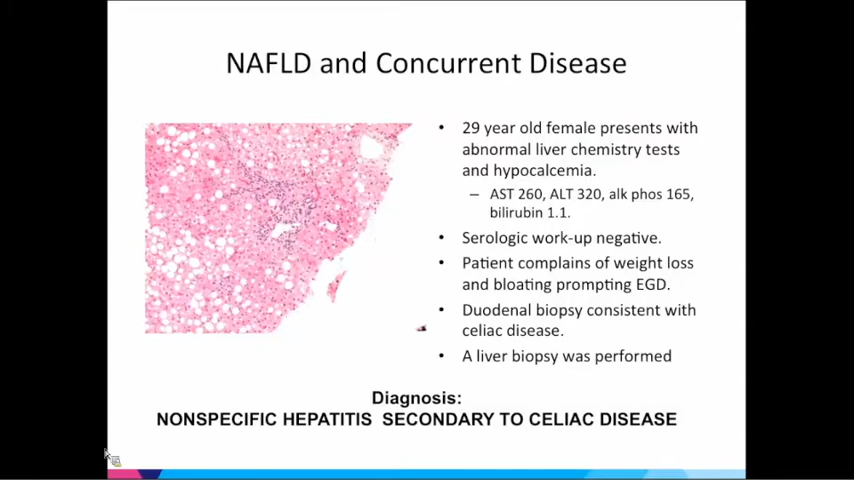 NAFLD and Concurrent Disease
• 29 year old female presents with
abnormal liver chemistry tests
and hypocalcemia.
– AST 260, ALT 320, alk phos 165,
bilirubin 1.1.
• Serologic work-up negative.
• Patient complains of weight loss
and bloating prompting EGD.
• Duodenal biopsy consistent with
celiac disease.
• A liver biopsy was performed
Diagnosis:
NONSPECIFIC HEPATITIS SECONDARY TO CELIAC DISEASE